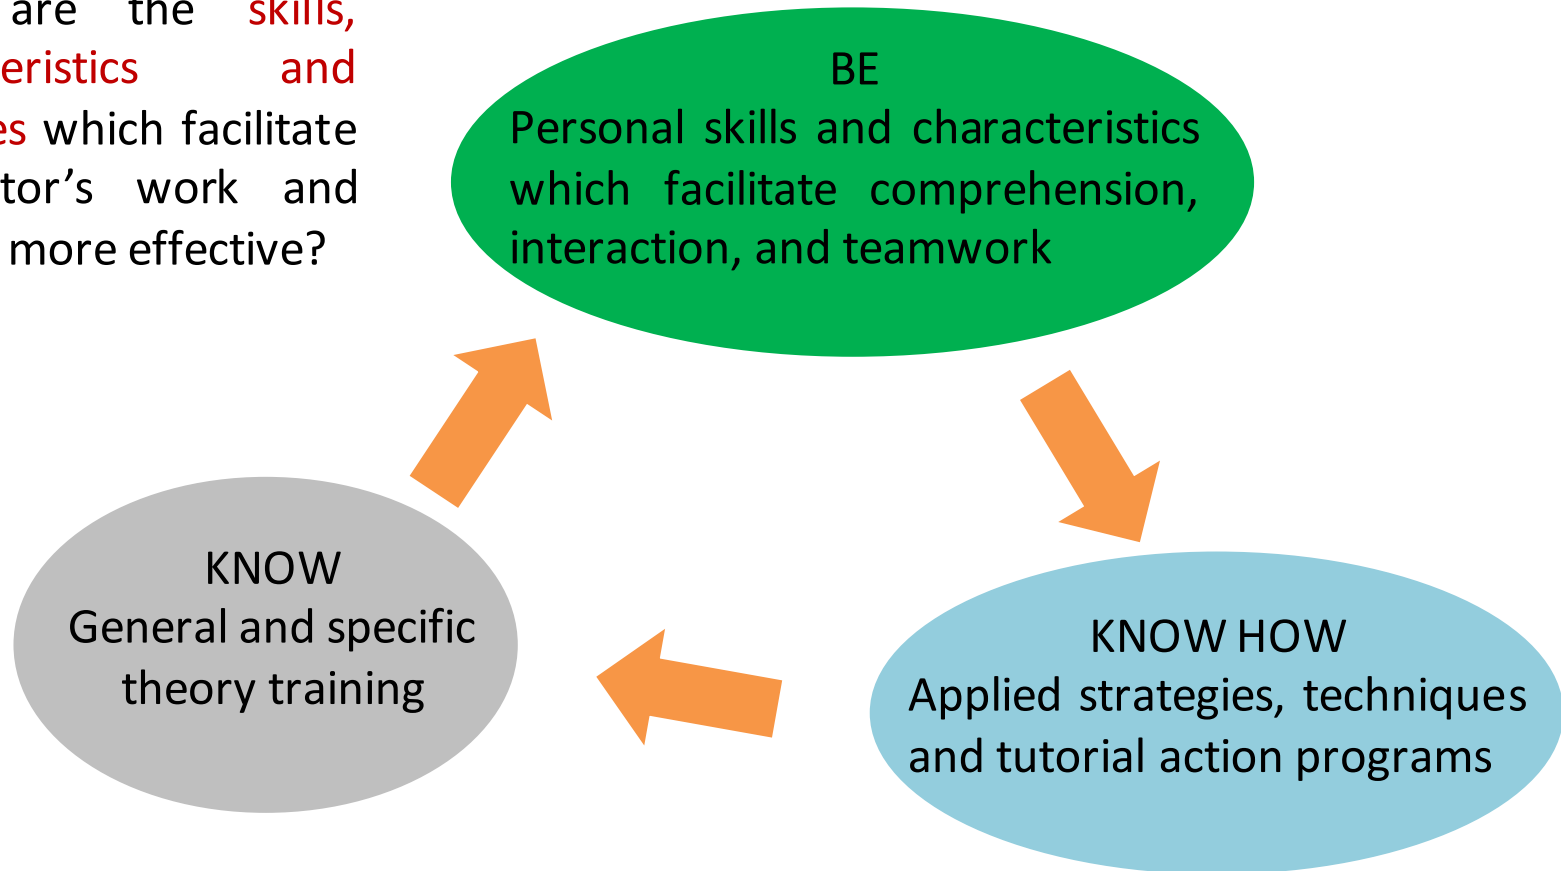 are the skills,
eristics and
es which facilitate
tor's work and
more effective?
BE
Personal skills and characteristics
which facilitate comprehension,
interaction, and teamwork
KNOW
General and specific
theory training
KNOW HOW
Applied strategies, techniques
and tutorial action programs